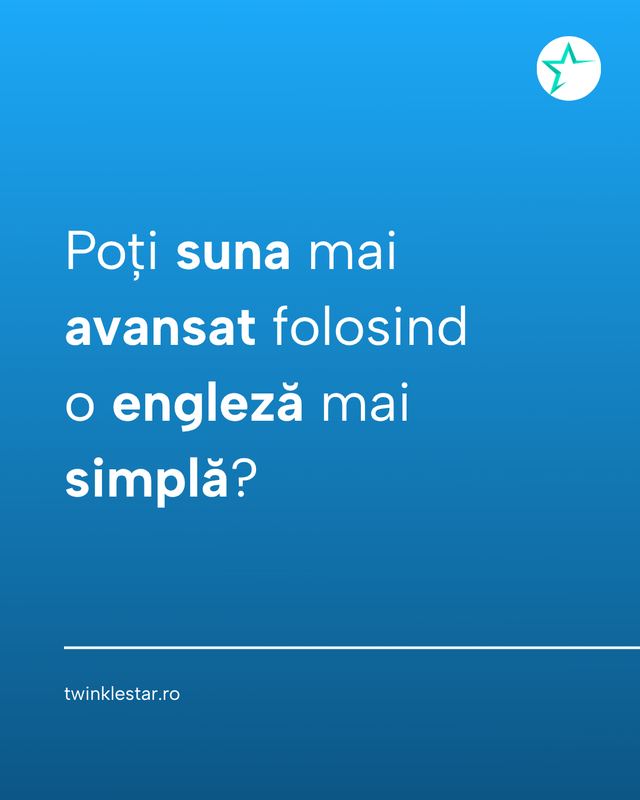 Poți suna mai
avansat folosind
o engleză mai
simplă?
twinklestar.ro